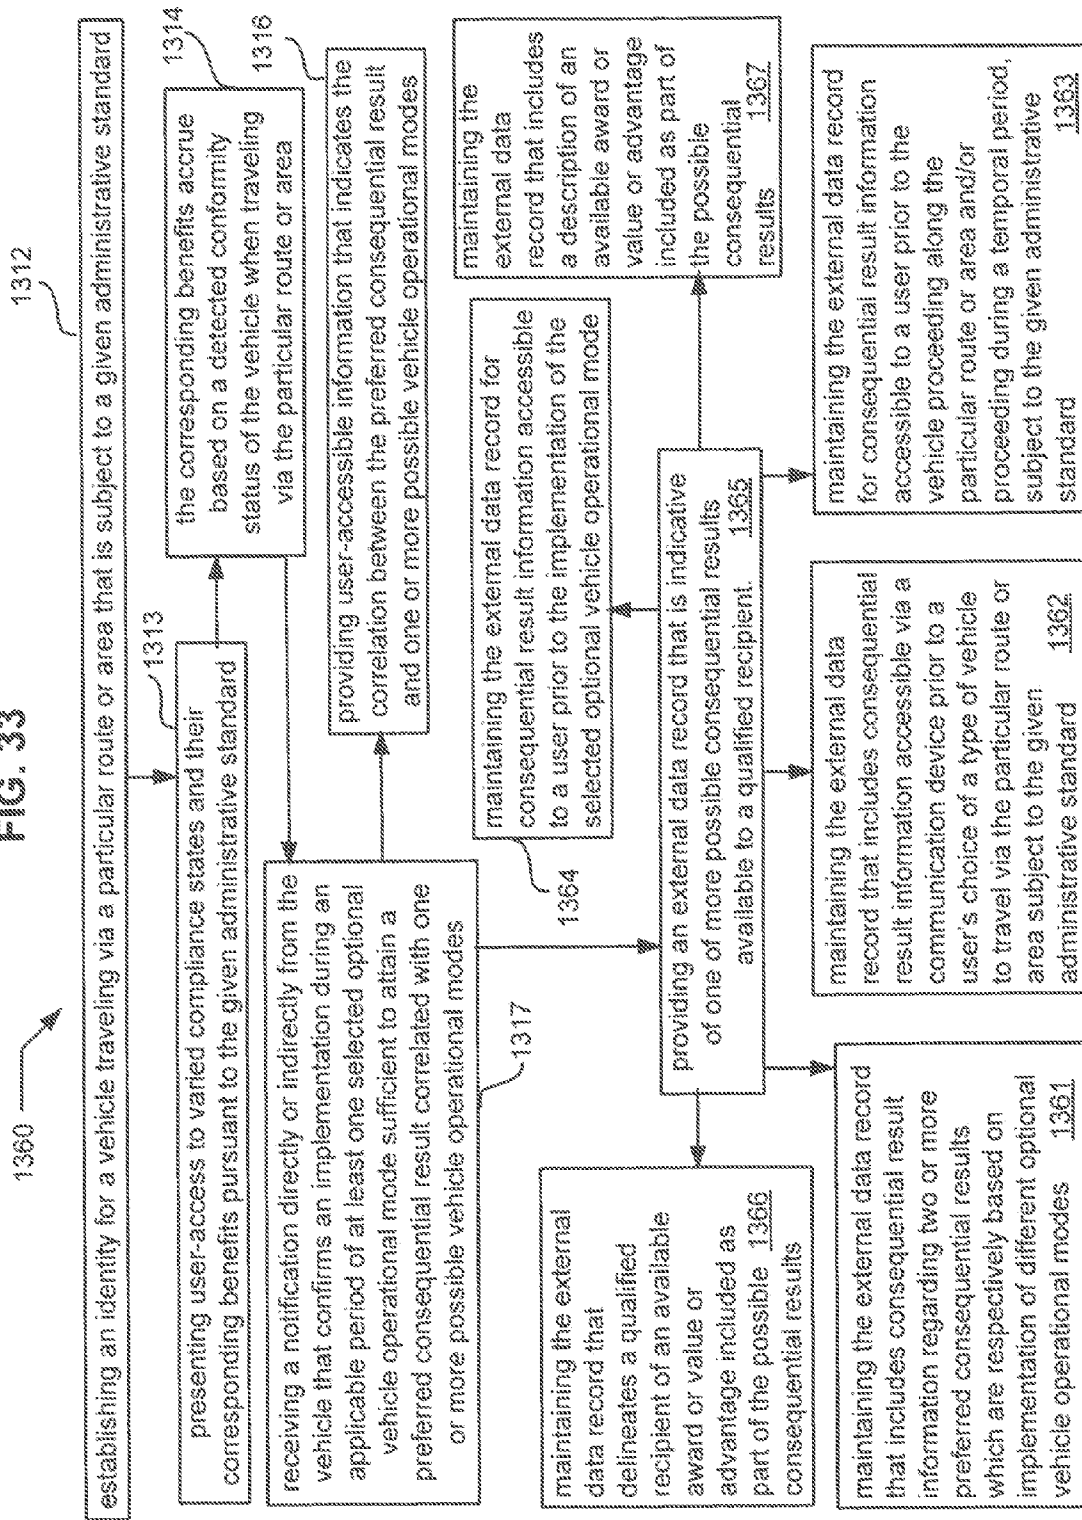 FIG. 33
1360
1312
establishing an identity for a vehicle traveling via a particular route or area that is subject to a given administrative standard
1313
presenting user-access to varied compliance states and their
corresponding benefits pursuant to the given administrative standard
1314
the corresponding benefits accrue
based on a detected conformity
status of the vehicle when traveling
via the particular route or area
receiving a notification directly or indirectly from the
vehicle that confirms an implementation during an
applicable period of at least one selected optional
vehicle operational mode sufficient to attain a
preferred consequential result correlated with one
or more possible vehicle operational modes
1317
1316
providing user-accessible information that indicates the
correlation between the preferred consequential result
and one or more possible vehicle operational modes
maintaining the external data record for
consequential result information accessible
to a user prior to the implementation of the
selected optional vehicle operational mode
1364
maintaining the
external data
record that includes
a description of an
available award or
value or advantage
included as part of
the possible
consequential
results 1367
maintaining the external
data record that
delineates a qualified
recipient of an available
award or value or
advantage included as
part of the possible 1366
consequential results
providing an external data record that is indicative
of one of more possible consequential results
available to a qualified recipient. 1365
maintaining the external data record
that includes consequential result
information regarding two or more
preferred consequential results
which are respectively based on
implementation of different optional
vehicle operational modes 1361
maintaining the external data
record that includes consequential
result information accessible via a
communication device prior to a
user's choice of a type of vehicle
to travel via the particular route or
area subject to the given
administrative standard 1362
maintaining the external data record
for consequential result information
accessible to a user prior to the
vehicle proceeding along the
particular route or area and/or
proceeding during a temporal period,
subject to the given administrative
standard 1363